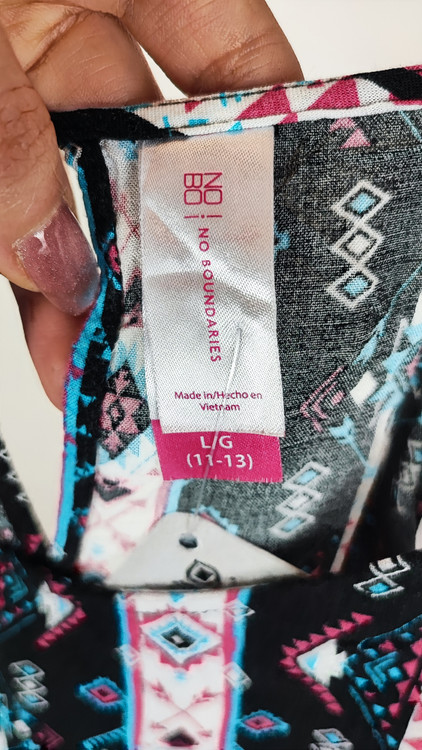 NO
BO
NO BOUNDARIES
Made in/Hecho en
Vietnam
L/G
(11-13)